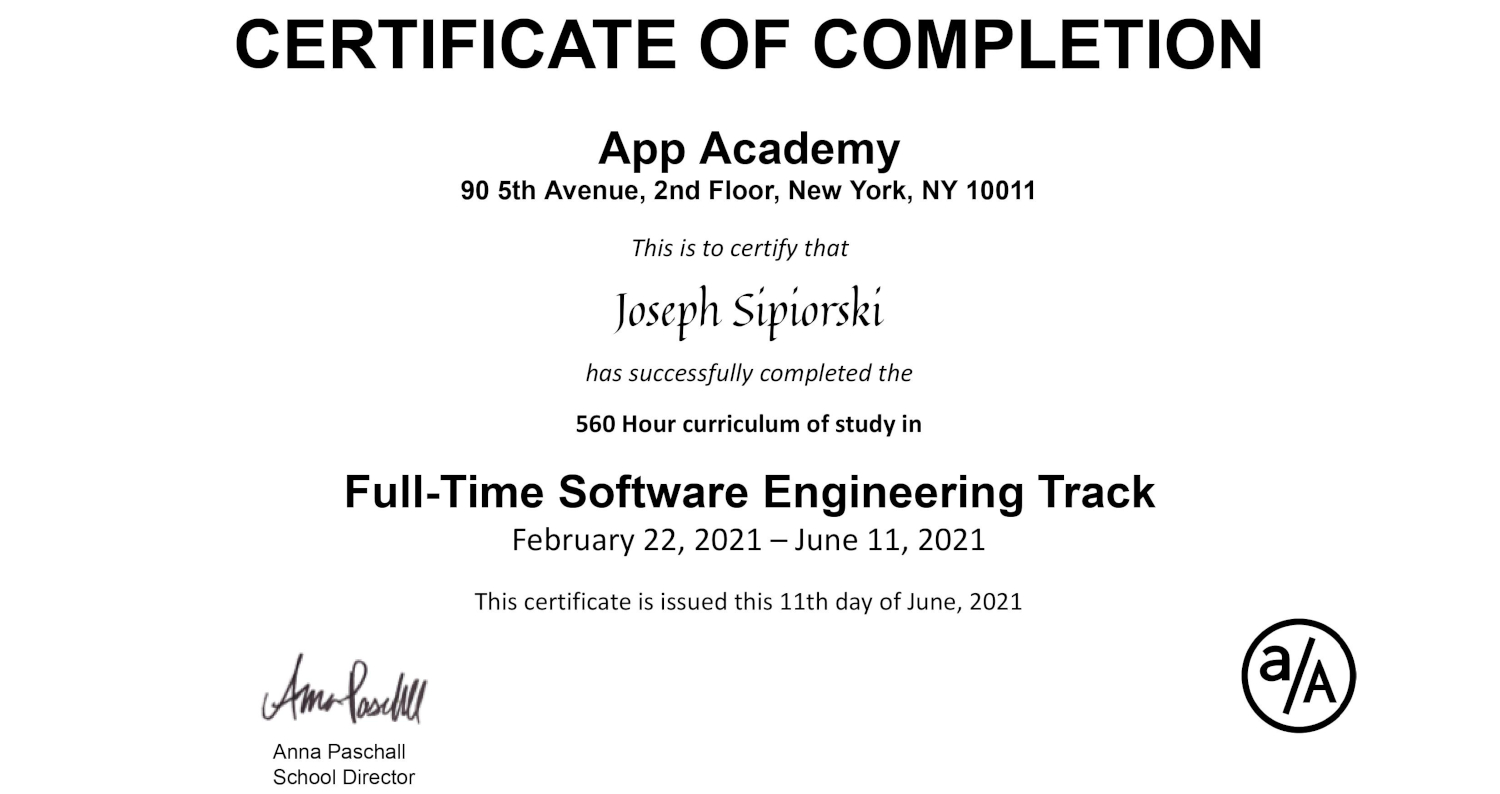 CERTIFICATE OF COMPLETION
App Academy
90 5th Avenue, 2nd Floor, New York, NY 10011
This is to certify that
Joseph Sipiorski
has successfully completed the
560 Hour curriculum of study in
Full-Time Software Engineering Track
February 22, 2021 – June 11, 2021
This certificate is issued this 11th day of June, 2021
a/A
Anna Paschall
Anna Paschall
School Director